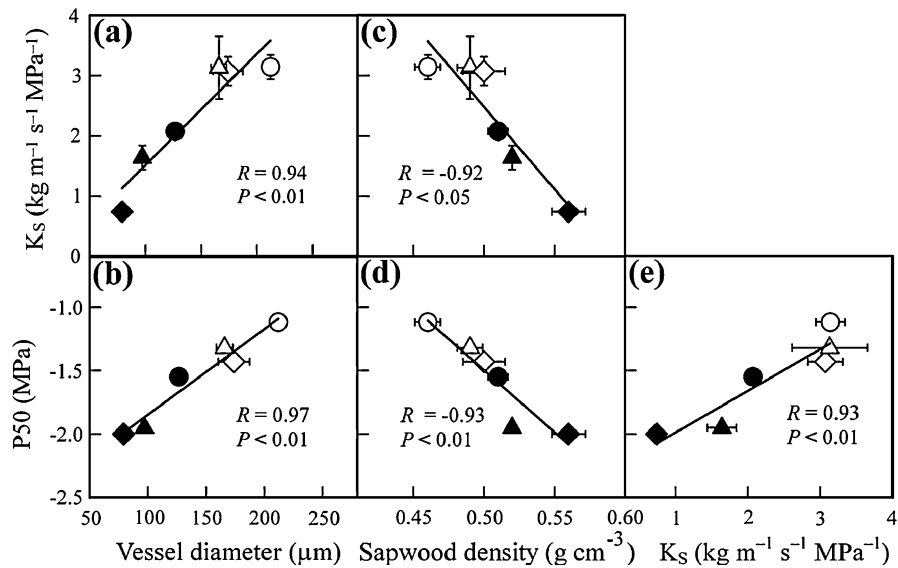 (a)
(c)
K_S (kg m⁻¹ s⁻¹ MPa⁻¹)
4
3
2
1
0
R = 0.94
P < 0.01
R = -0.92
P < 0.05
(b)
(d)
(e)
P50 (MPa)
-1.0
-1.5
-2.0
-2.5
R = 0.97
P < 0.01
R = -0.93
P < 0.01
R = 0.93
P < 0.01
50 100 150 200 250
0.45 0.50 0.55 0.60
1 2 3 4
Vessel diameter (µm)
Sapwood density (g cm⁻³)
K_S (kg m⁻¹ s⁻¹ MPa⁻¹)